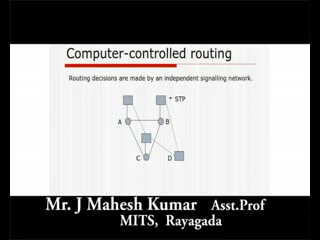 Computer-controlled routing
Routing decisions are made by an independent signalling network.
* STP
A
B
C
D
Mr. J Mahesh Kumar Asst.Prof
MITS, Rayagada